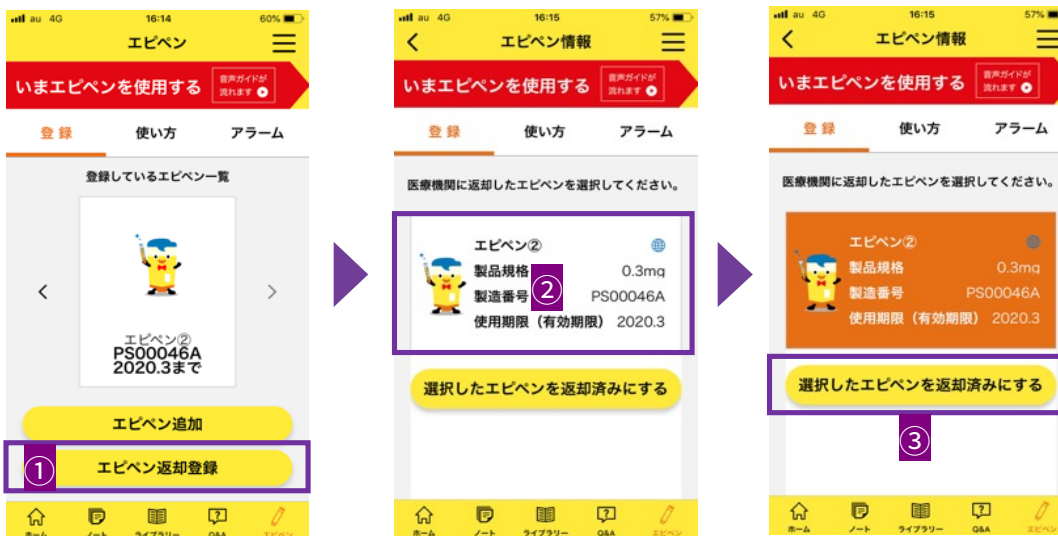 au 4G 16:14 60%
エピペン
いまエピペンを使用する
音声ガイドが
流れます
登録 使い方 アラーム
登録しているエピペン一覧
エピペン②
PS00046A
2020.3まで
エピペン追加
① エピペン返却登録
ホーム ノート ライブラリー Q&A エピペン
au 4G 16:15 57%
エピペン情報
いまエピペンを使用する
音声ガイドが
流れます
登録 使い方 アラーム
医療機関に返却したエピペンを選択してください。
エピペン②
製品規格 0.3mg
製造番号 PS00046A
使用期限(有効期限) 2020.3
②
選択したエピペンを返却済みにする
ホーム ノート ライブラリー Q&A エピペン
au 4G 16:15 57%
エピペン情報
いまエピペンを使用する
音声ガイドが
流れます
登録 使い方 アラーム
医療機関に返却したエピペンを選択してください。
エピペン②
製品規格 0.3mg
製造番号 PS00046A
使用期限(有効期限) 2020.3
選択したエピペンを返却済みにする
③
ホーム ノート ライブラリー Q&A エピペン